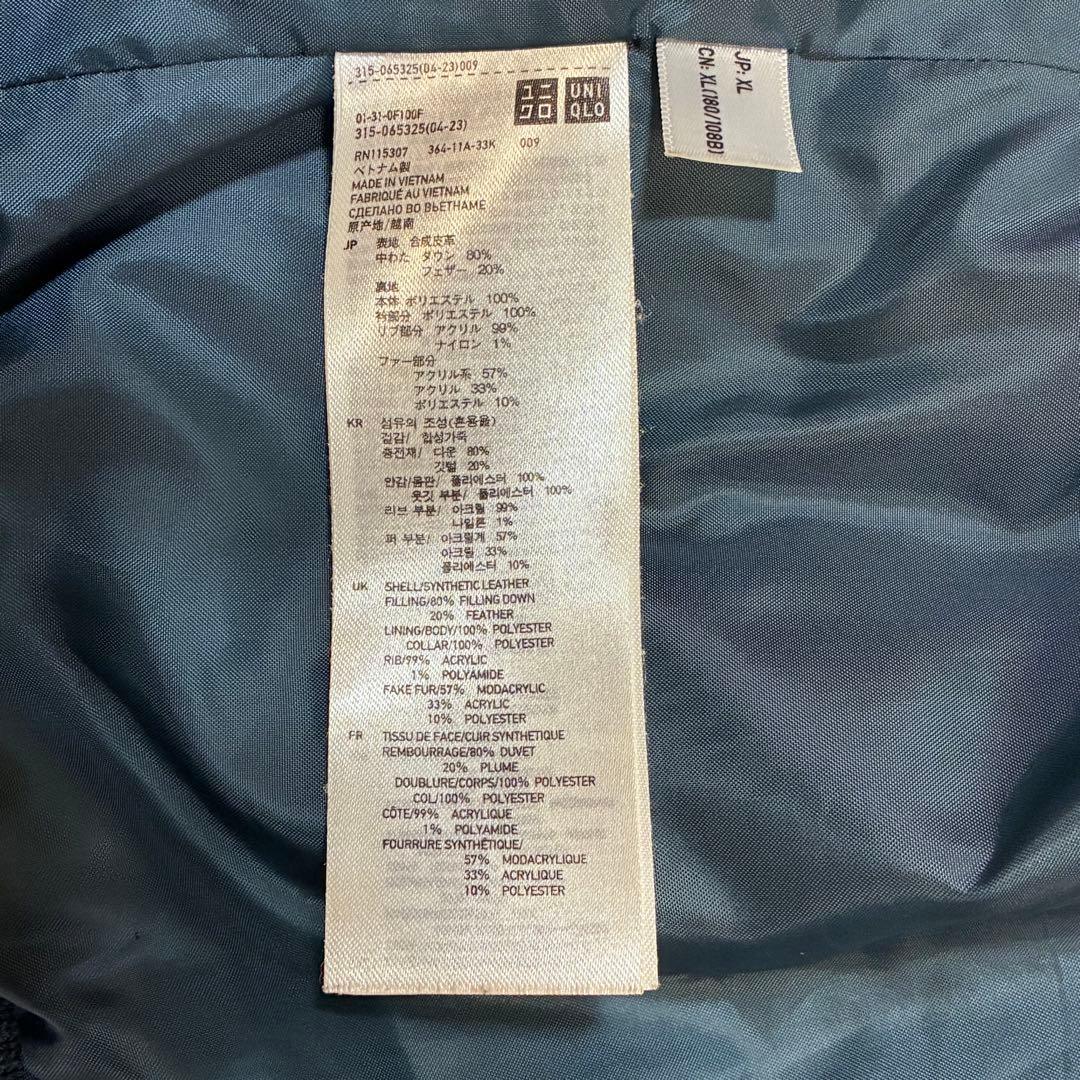 315-065325(04-23)009
ユニ
クロ
UNI
QLO
01-31-0F100F
315-065325(04-23)
RN115307 364-11A-33K 009
ベトナム製
MADE IN VIETNAM
FABRIQUÉ AU VIETNAM
СДЕЛАНО ВО ВЬЕТНАМЕ
原产地/越南
JP 表地 合成皮革
中わた ダウン 80%
フェザー 20%
裏地
本体 ポリエステル 100%
衿部分 ポリエステル 100%
リブ部分 アクリル 99%
ナイロン 1%
ファー部分
アクリル系 57%
アクリル 33%
ポリエステル 10%
KR 섬유의 조성(혼용율)
겉감/ 합성가죽
충전재/ 다운 80%
깃털 20%
안감/몸판/ 폴리에스터 100%
옷깃 부분/ 폴리에스터 100%
리브 부분/ 아크릴 99%
나일론 1%
퍼 부분/ 아크릴계 57%
아크릴 33%
폴리에스터 10%
UK SHELL/SYNTHETIC LEATHER
FILLING/80% FILLING DOWN
20% FEATHER
LINING/BODY/100% POLYESTER
COLLAR/100% POLYESTER
RIB/99% ACRYLIC
1% POLYAMIDE
FAKE FUR/57% MODACRYLIC
33% ACRYLIC
10% POLYESTER
FR TISSU DE FACE/CUIR SYNTHETIQUE
REMBOURRAGE/80% DUVET
20% PLUME
DOUBLURE/CORPS/100% POLYESTER
COL/100% POLYESTER
CÔTE/99% ACRYLIQUE
1% POLYAMIDE
FOURRURE SYNTHÉTIQUE/
57% MODACRYLIQUE
33% ACRYLIQUE
10% POLYESTER
JP: XL
CN: XL(180/108B)